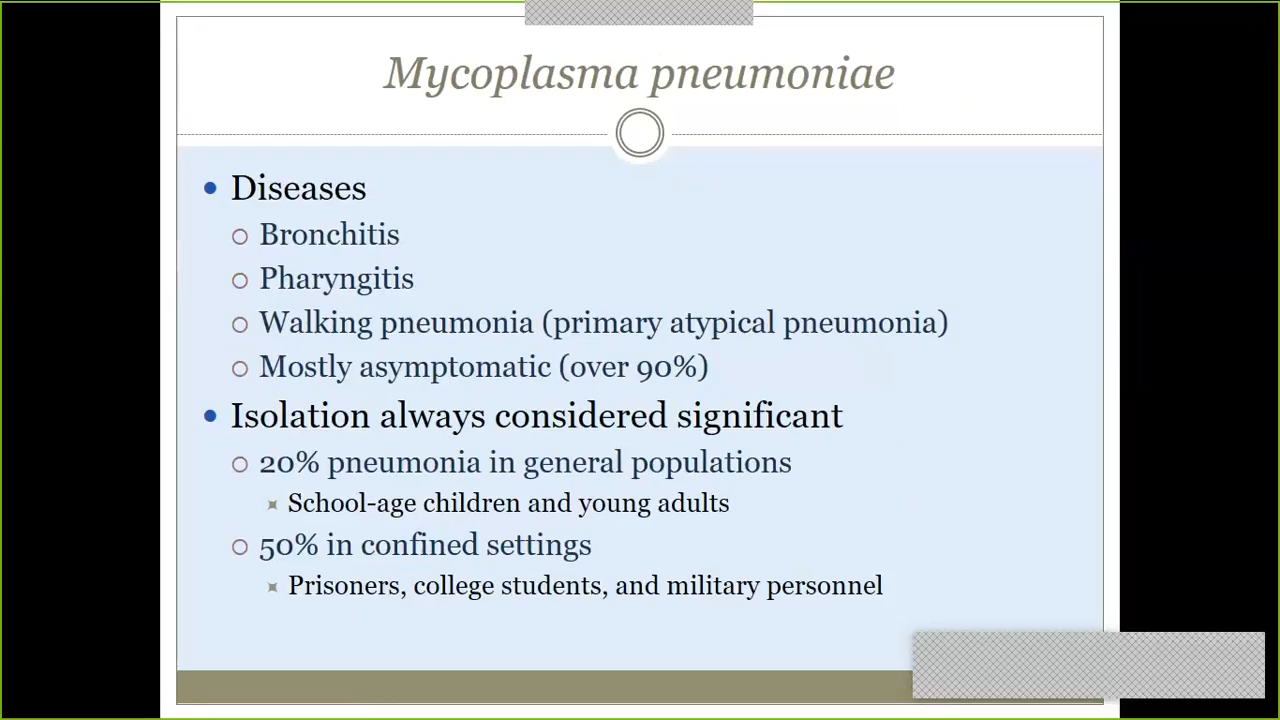 Mycoplasma pneumoniae
Diseases
Bronchitis
Pharyngitis
Walking pneumonia (primary atypical pneumonia)
Mostly asymptomatic (over 90%)
Isolation always considered significant
20% pneumonia in general populations
School-age children and young adults
50% in confined settings
Prisoners, college students, and military personnel